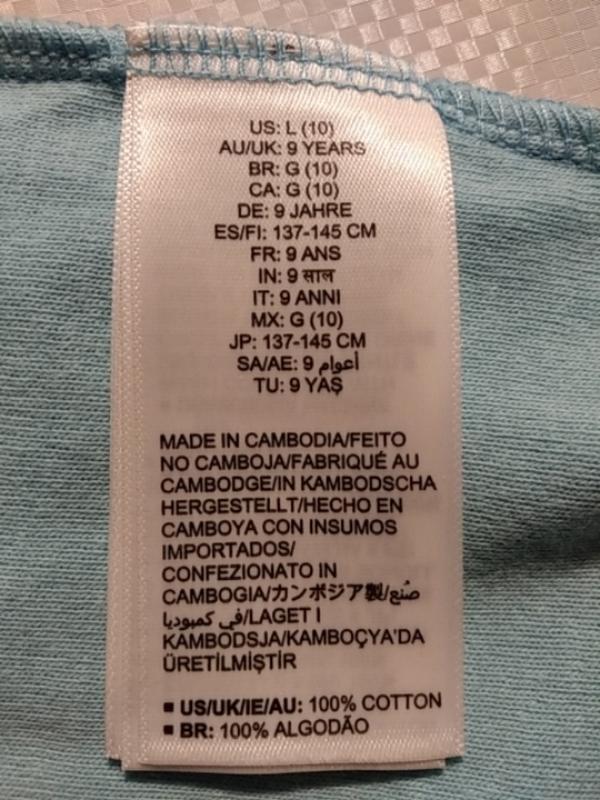 US: L (10)
AU/UK: 9 YEARS
BR: G (10)
CA: G (10)
DE: 9 JAHRE
ES/FI: 137-145 CM
FR: 9 ANS
IN: 9 साल
IT: 9 ANNI
MX: G (10)
JP: 137-145 CM
SA/AE: 9 أعوام
TU: 9 YAŞ
MADE IN CAMBODIA/FEITO
NO CAMBOJA/FABRIQUÉ AU
CAMBODGE/IN KAMBODSCHA
HERGESTELLT/HECHO EN
CAMBOYA CON INSUMOS
IMPORTADOS/
CONFEZIONATO IN
CAMBOGIA/カンボジア製/صُنع
في كمبوديا/LAGET I
KAMBODSJA/KAMBOÇYA'DA
ÜRETİLMİŞTİR
▪ US/UK/IE/AU: 100% COTTON
▪ BR: 100% ALGODÃO